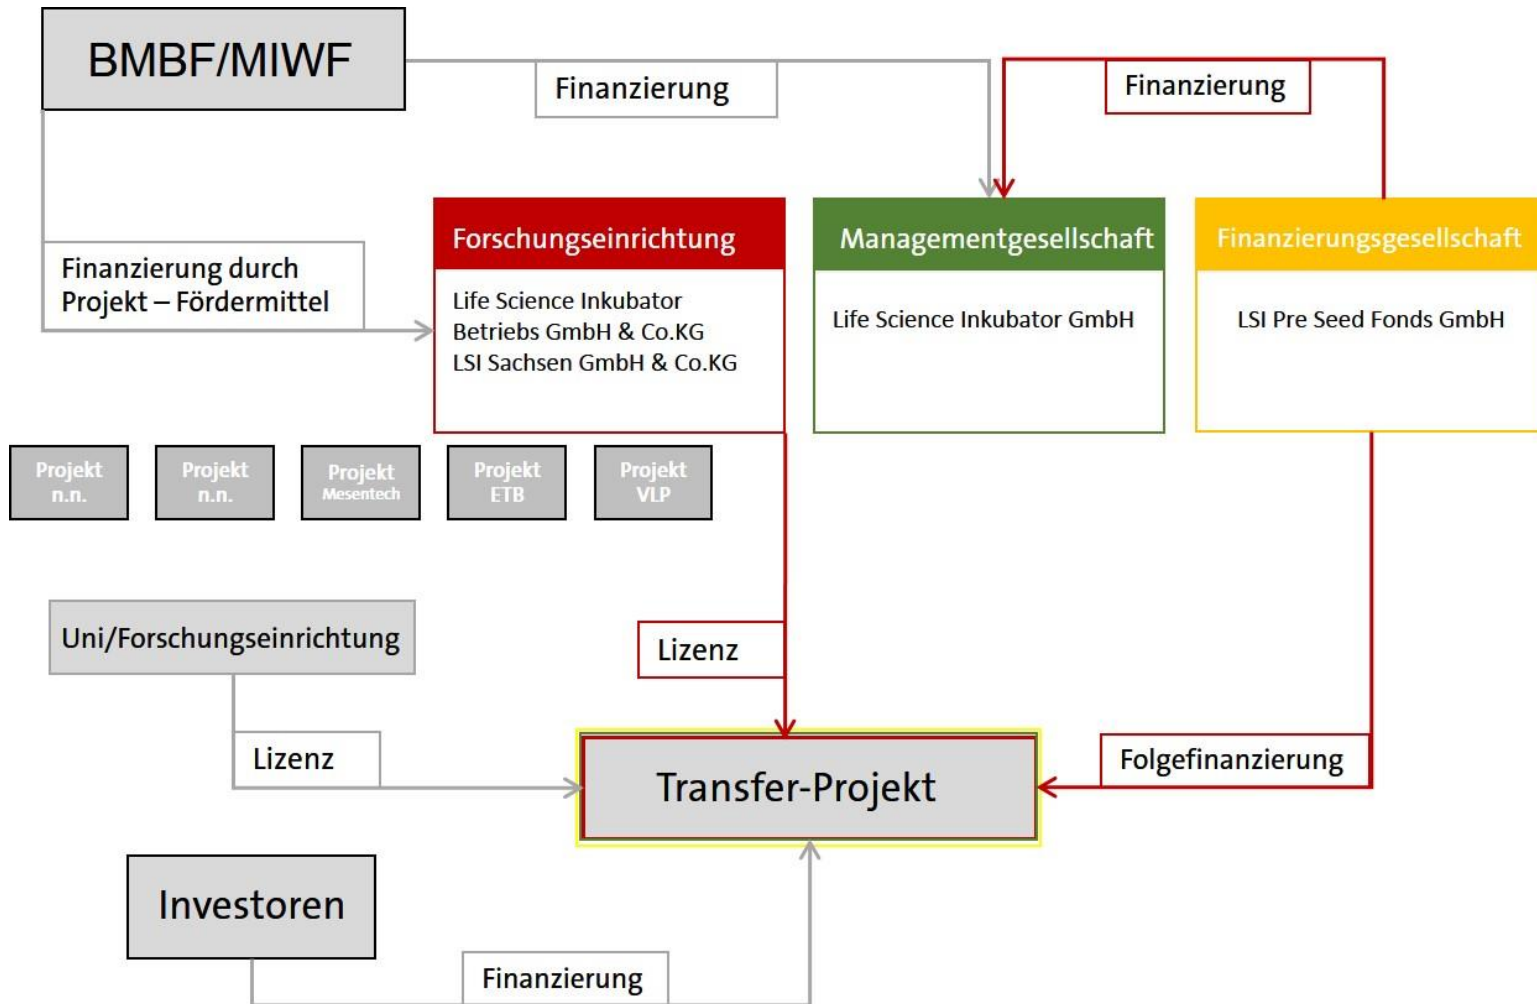 BMBF/MIWF
Finanzierung
Finanzierung
Finanzierung durch
Projekt – Fördermittel
Forschungseinrichtung
Life Science Inkubator
Betriebs GmbH & Co.KG
LSI Sachsen GmbH & Co.KG
Managementgesellschaft
Life Science Inkubator GmbH
Finanzierungsgesellschaft
LSI Pre Seed Fonds GmbH
Projekt
n.n.
Projekt
n.n.
Projekt
Mesentech
Projekt
ETB
Projekt
VLP
Uni/Forschungseinrichtung
Lizenz
Lizenz
Folgefinanzierung
Transfer-Projekt
Investoren
Finanzierung